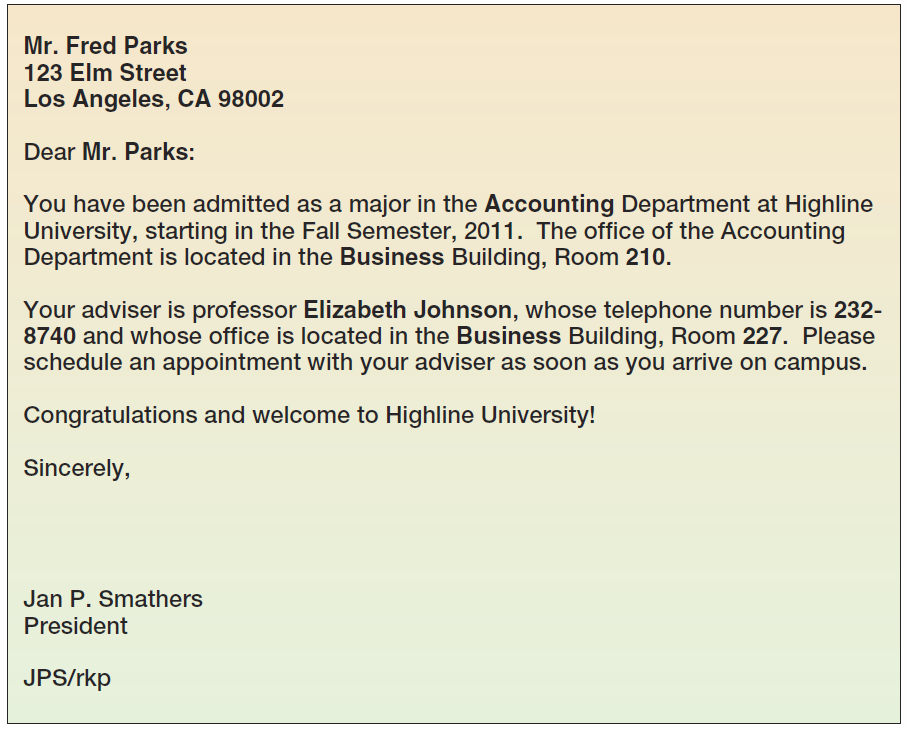 Mr. Fred Parks
123 Elm Street
Los Angeles, CA 98002
Dear Mr. Parks:
You have been admitted as a major in the Accounting Department at Highline
University, starting in the Fall Semester, 2011.  The office of the Accounting
Department is located in the Business Building, Room 210.
Your adviser is professor Elizabeth Johnson, whose telephone number is 232-
8740 and whose office is located in the Business Building, Room 227.  Please
schedule an appointment with your adviser as soon as you arrive on campus.
Congratulations and welcome to Highline University!
Sincerely,
Jan P. Smathers
President
JPS/rkp